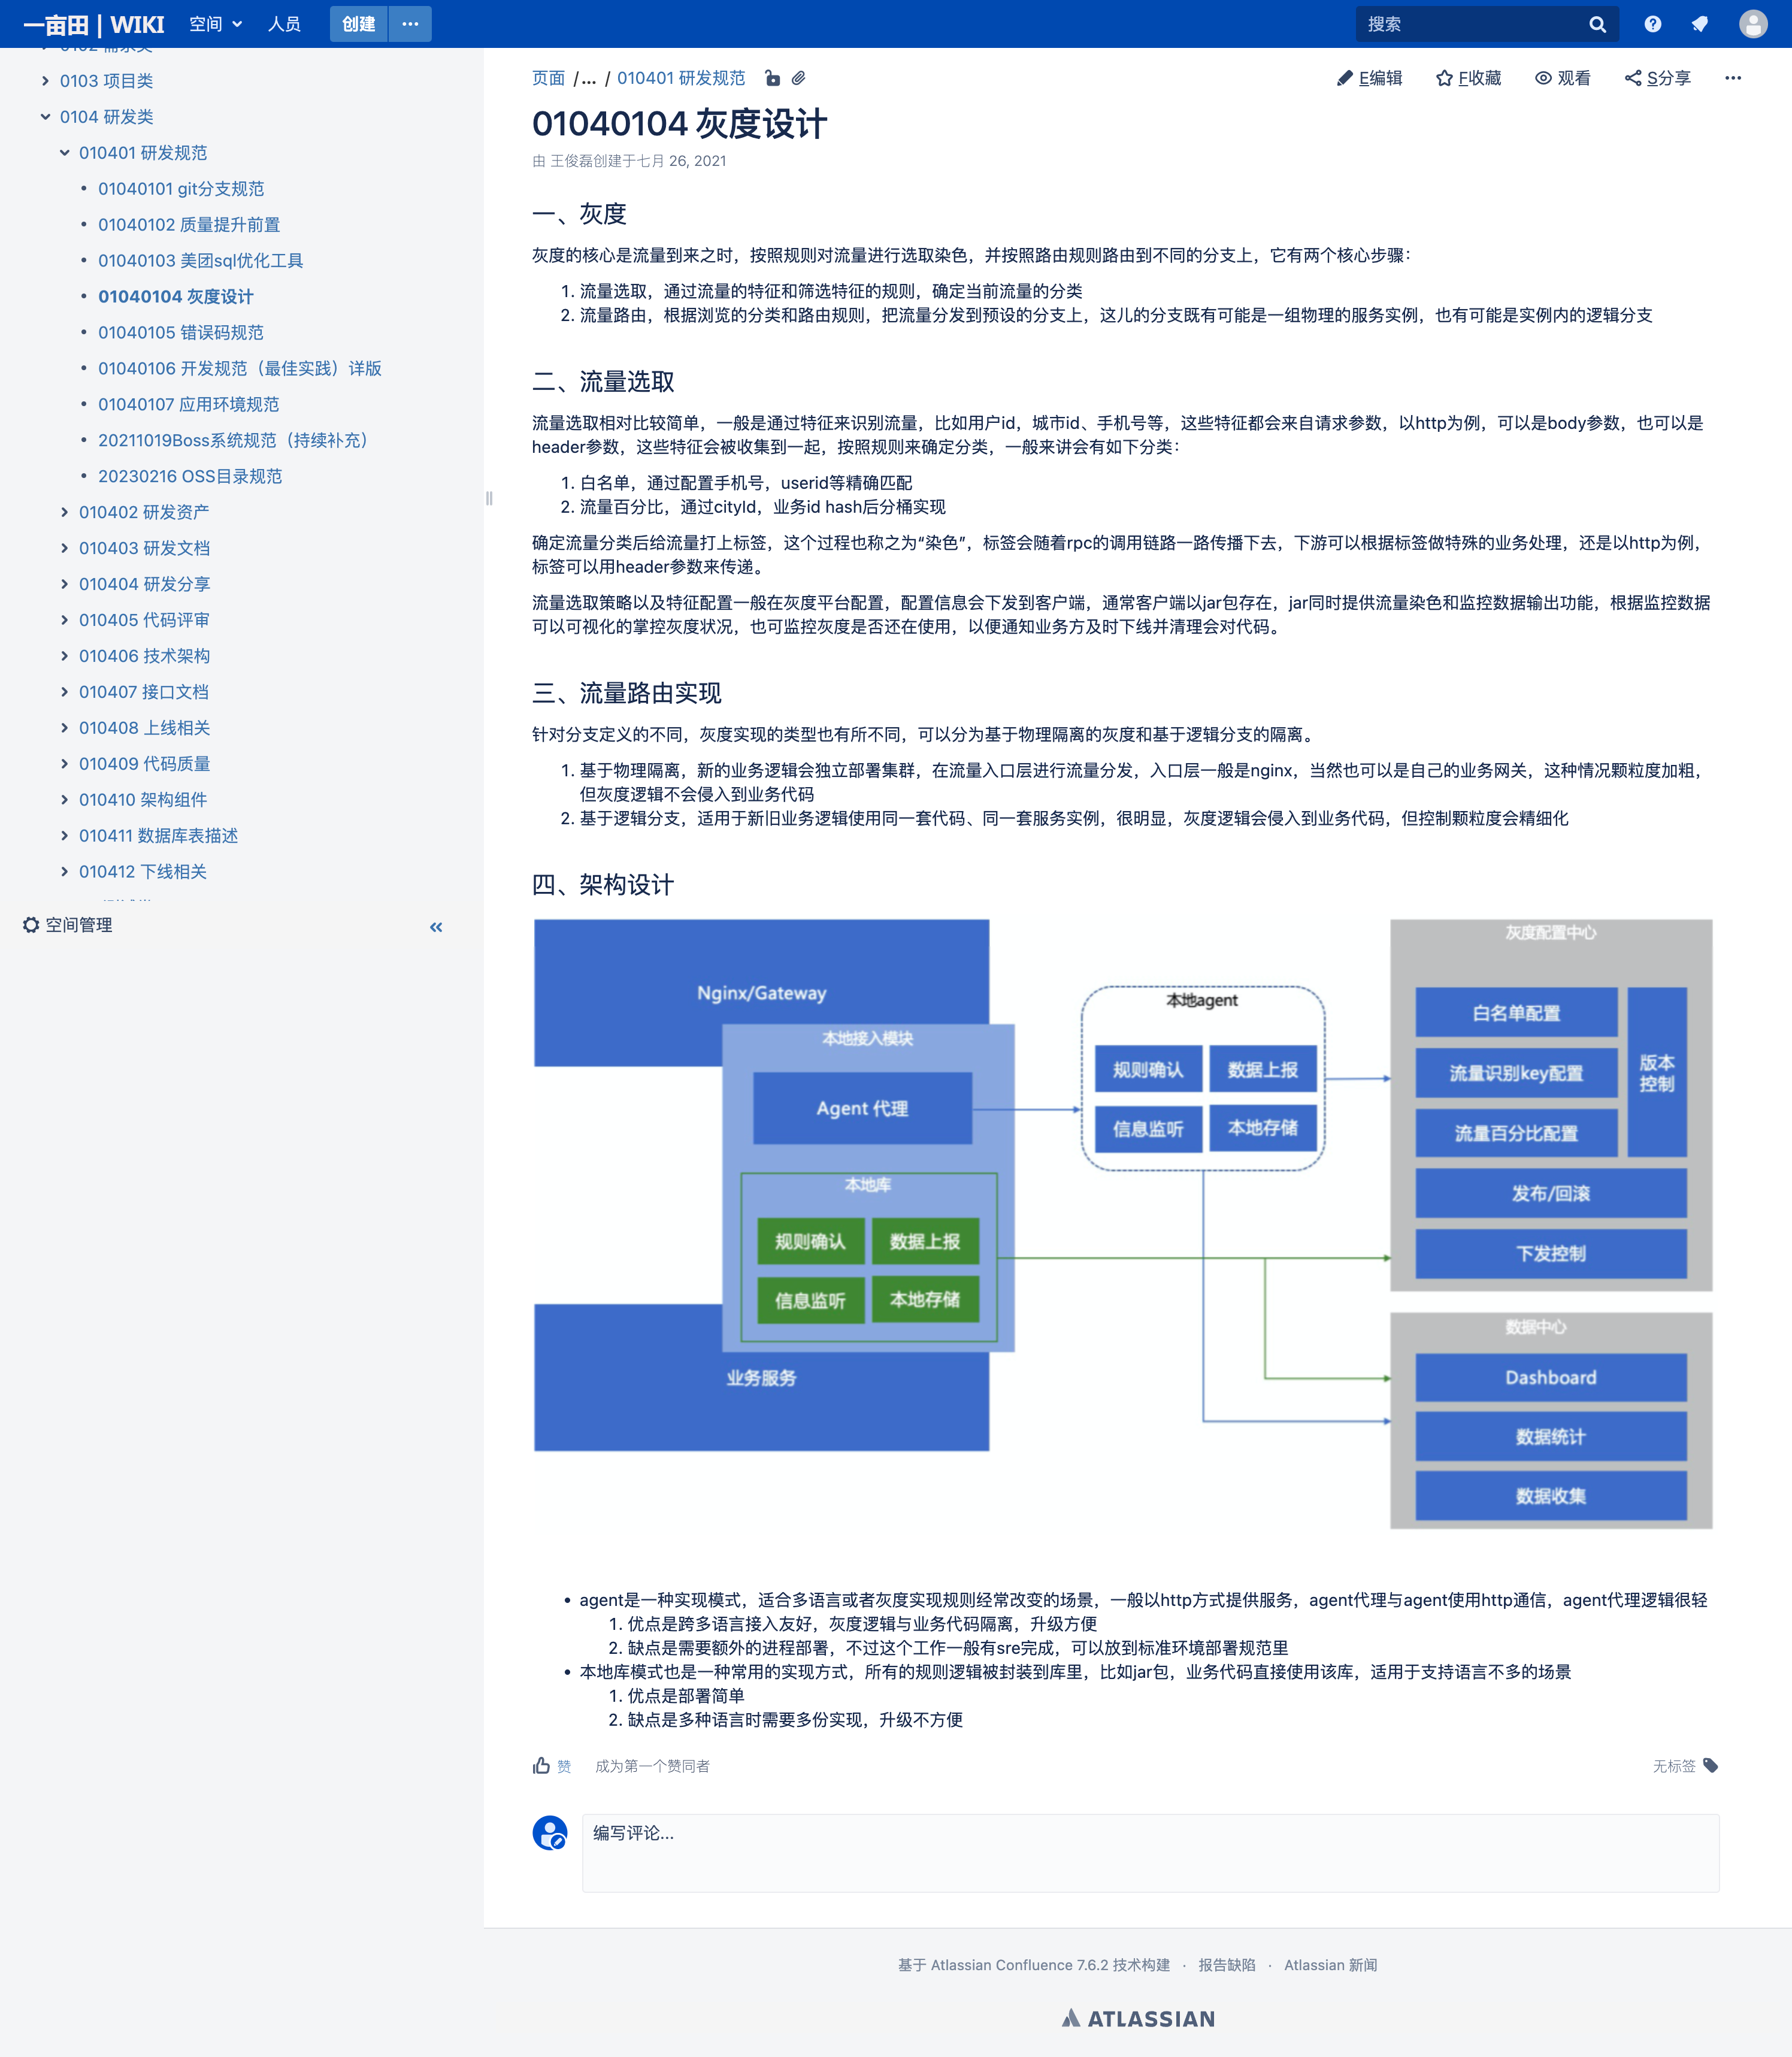 一亩田 | WIKI
空间
人员
创建
搜索
0103 项目类
0104 研发类
010401 研发规范
01040101 git分支规范
01040102 质量提升前置
01040103 美团sql优化工具
01040104 灰度设计
01040105 错误码规范
01040106 开发规范（最佳实践）详版
01040107 应用环境规范
20211019Boss系统规范（持续补充）
20230216 OSS目录规范
010402 研发资产
010403 研发文档
010404 研发分享
010405 代码评审
010406 技术架构
010407 接口文档
010408 上线相关
010409 代码质量
010410 架构组件
010411 数据库表描述
010412 下线相关
空间管理
页面 /... / 010401 研发规范
E编辑
F收藏
观看
S分享
01040104 灰度设计
由 王俊磊创建于七月 26, 2021
一、灰度
灰度的核心是流量到来之时，按照规则对流量进行选取染色，并按照路由规则路由到不同的分支上，它有两个核心步骤：
1. 流量选取，通过流量的特征和筛选特征的规则，确定当前流量的分类
2. 流量路由，根据浏览的分类和路由规则，把流量分发到预设的分支上，这儿的分支既有可能是一组物理的服务实例，也有可能是实例内的逻辑分支
二、流量选取
流量选取相对比较简单，一般是通过特征来识别流量，比如用户id，城市id、手机号等，这些特征都会来自请求参数，以http为例，可以是body参数，也可以是
header参数，这些特征会被收集到一起，按照规则来确定分类，一般来讲会有如下分类：
1. 白名单，通过配置手机号，userid等精确匹配
2. 流量百分比，通过cityId，业务id hash后分桶实现
确定流量分类后给流量打上标签，这个过程也称之为“染色”，标签会随着rpc的调用链路一路传播下去，下游可以根据标签做特殊的业务处理，还是以http为例，
标签可以用header参数来传递。
流量选取策略以及特征配置一般在灰度平台配置，配置信息会下发到客户端，通常客户端以jar包存在，jar同时提供流量染色和监控数据输出功能，根据监控数据
可以可视化的掌控灰度状况，也可监控灰度是否还在使用，以便通知业务方及时下线并清理会对代码。
三、流量路由实现
针对分支定义的不同，灰度实现的类型也有所不同，可以分为基于物理隔离的灰度和基于逻辑分支的隔离。
1. 基于物理隔离，新的业务逻辑会独立部署集群，在流量入口层进行流量分发，入口层一般是nginx，当然也可以是自己的业务网关，这种情况颗粒度加粗，
但灰度逻辑不会侵入到业务代码
2. 基于逻辑分支，适用于新旧业务逻辑使用同一套代码、同一套服务实例，很明显，灰度逻辑会侵入到业务代码，但控制颗粒度会精细化
四、架构设计
Nginx/Gateway
本地接入模块
Agent 代理
本地库
规则确认
数据上报
信息监听
本地存储
业务服务
本地agent
规则确认
数据上报
信息监听
本地存储
灰度配置中心
白名单配置
流量识别key配置
流量百分比配置
版本
控制
发布/回滚
下发控制
数据中心
Dashboard
数据统计
数据收集
• agent是一种实现模式，适合多语言或者灰度实现规则经常改变的场景，一般以http方式提供服务，agent代理与agent使用http通信，agent代理逻辑很轻
1. 优点是跨多语言接入友好，灰度逻辑与业务代码隔离，升级方便
2. 缺点是需要额外的进程部署，不过这个工作一般有sre完成，可以放到标准环境部署规范里
• 本地库模式也是一种常用的实现方式，所有的规则逻辑被封装到库里，比如jar包，业务代码直接使用该库，适用于支持语言不多的场景
1. 优点是部署简单
2. 缺点是多种语言时需要多份实现，升级不方便
赞
成为第一个赞同者
无标签
编写评论...
基于 Atlassian Confluence 7.6.2 技术构建 · 报告缺陷 · Atlassian 新闻
ATLASSIAN